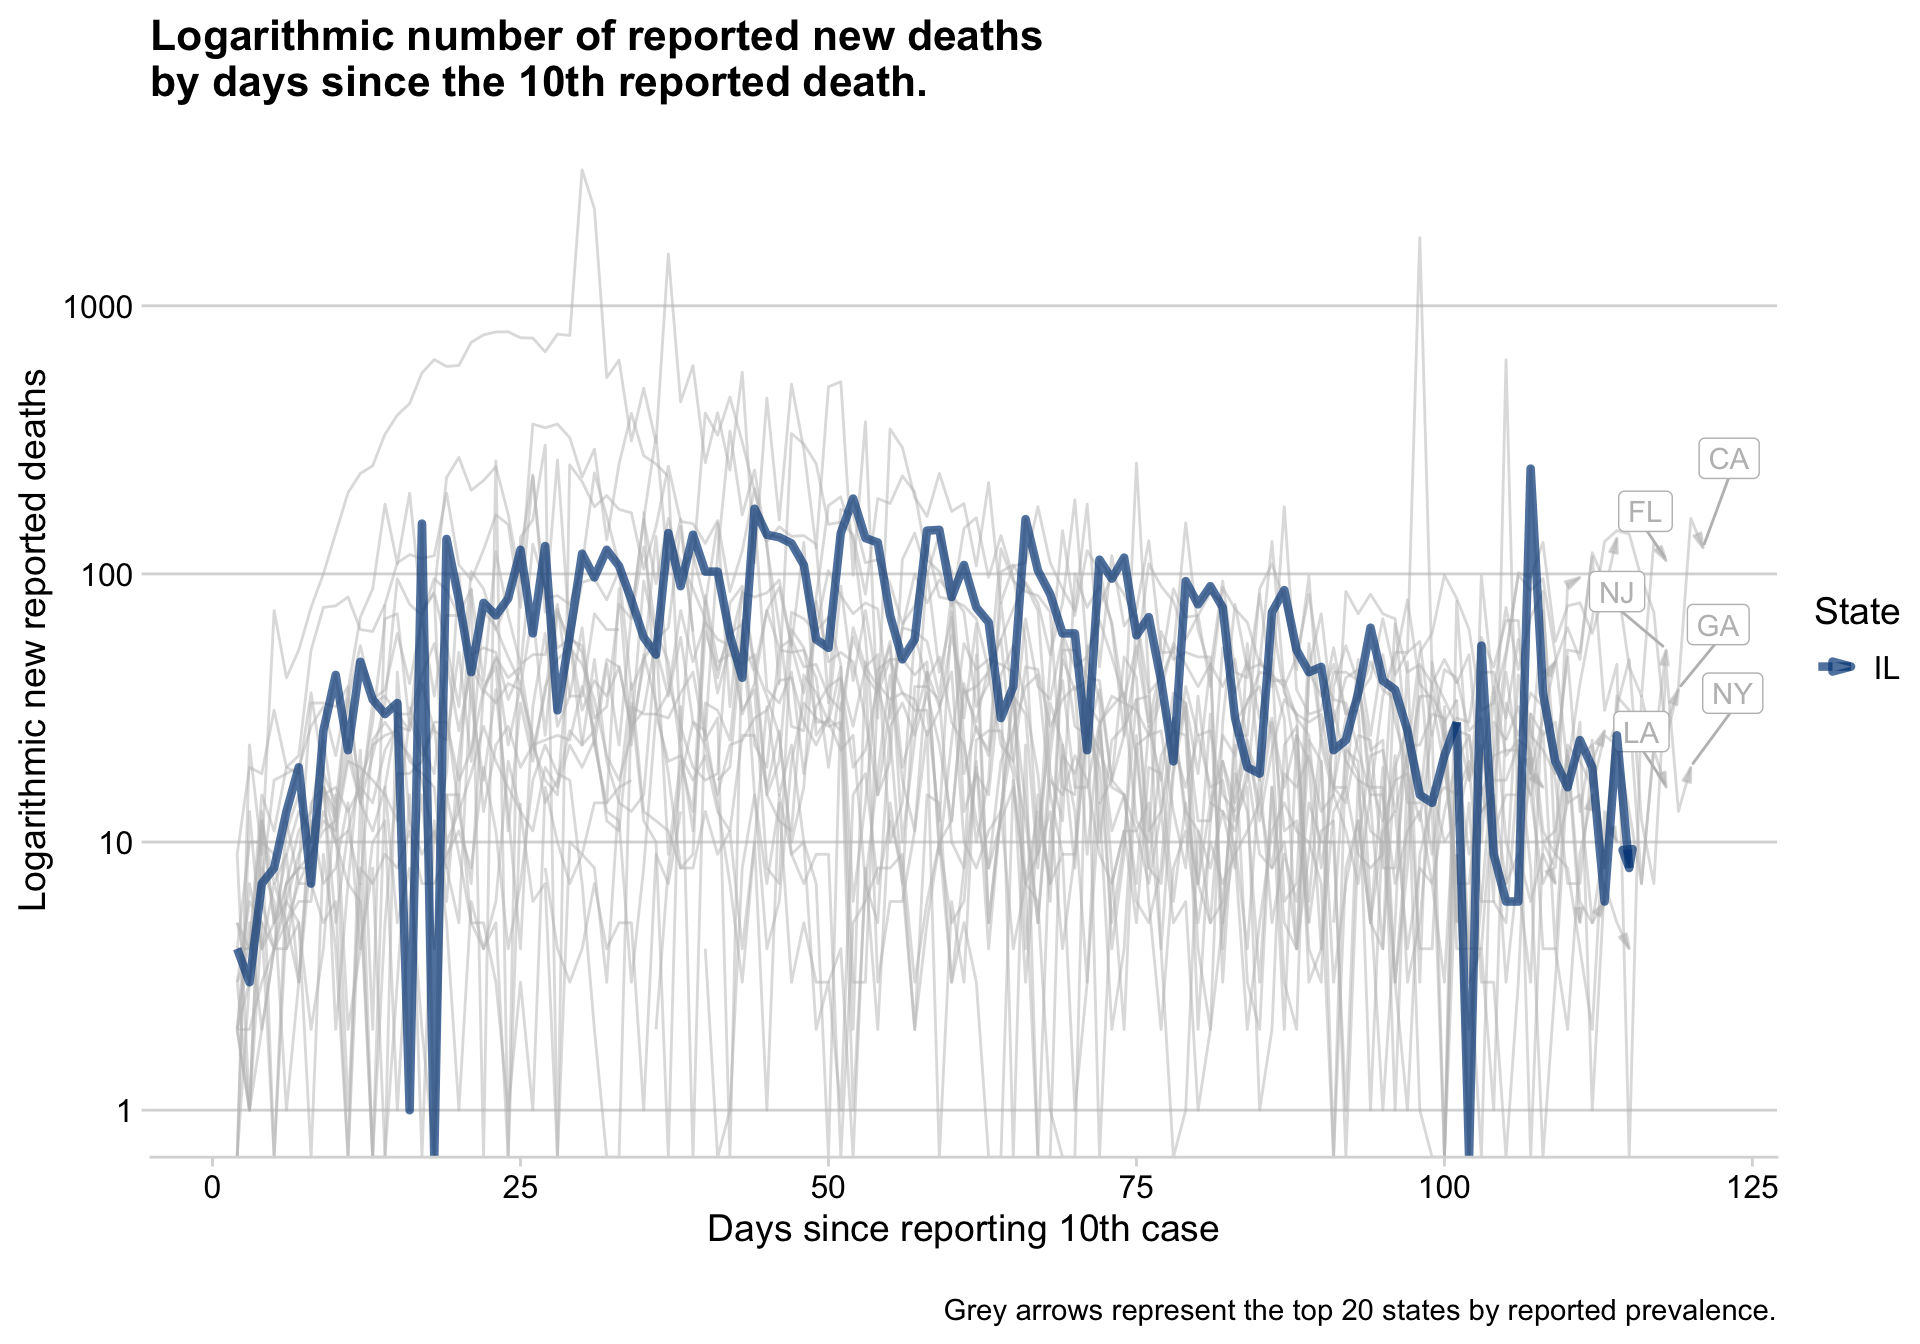 Logarithmic number of reported new deaths
by days since the 10th reported death.
Logarithmic new reported deaths
1000
100
10
1
CA
FL
NJ
GA
NY
LA
State
IL
0 25 50 75 100 125
Days since reporting 10th case
Grey arrows represent the top 20 states by reported prevalence.